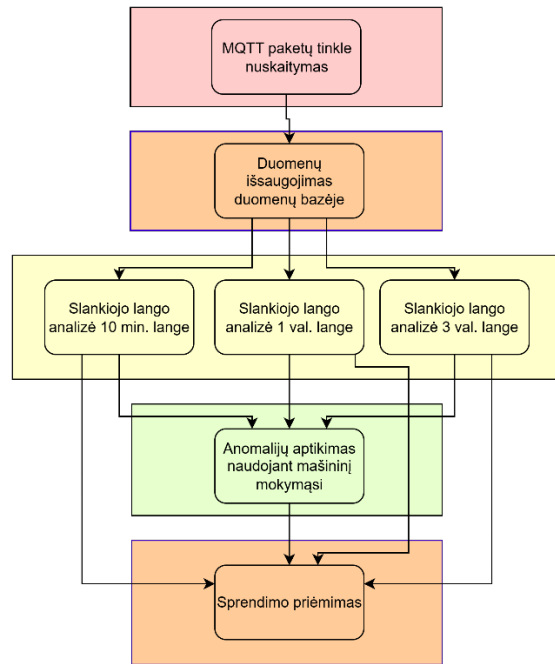 MQTT paketų tinkle
nuskaitymas
Duomenų
išsaugojimas
duomenų bazėje
Slankiojo lango
analizė 10 min. lange
Slankiojo lango
analizė 1 val. lange
Slankiojo lango
analizė 3 val. lange
Anomalijų aptikimas
naudojant mašininį
mokymąsi
Sprendimo priėmimas